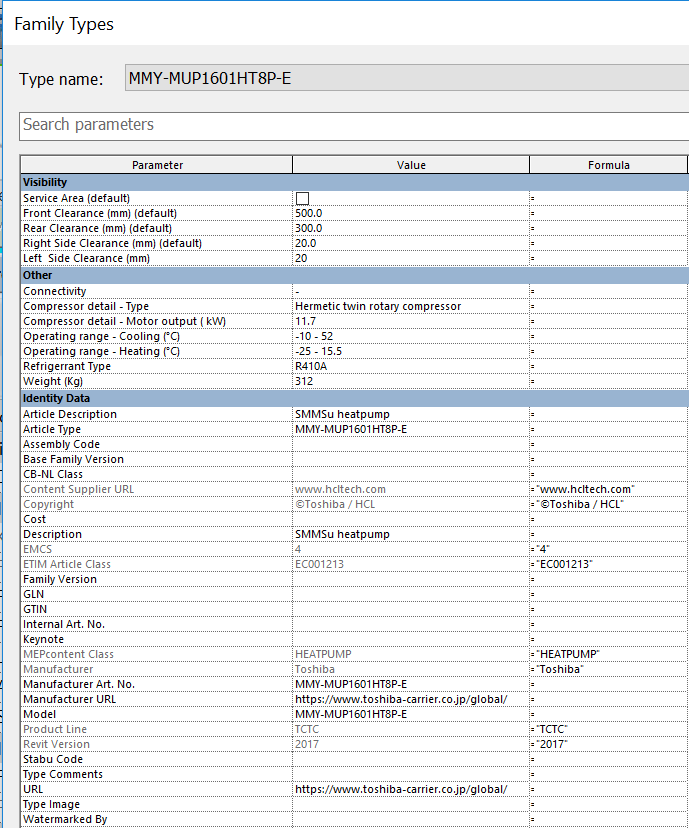 Family Types
Type name: MMY-MUP1601HT8P-E
Search parameters
Parameter Value Formula
Visibility
Service Area (default) =
Front Clearance (mm) (default) 500.0 =
Rear Clearance (mm) (default) 300.0 =
Right Side Clearance (mm) (default) 20.0 =
Left  Side Clearance (mm) 20 =
Other
Connectivity - =
Compressor detail - Type Hermetic twin rotary compressor =
Compressor detail - Motor output ( kW) 11.7 =
Operating range - Cooling (°C) -10 - 52 =
Operating range - Heating (°C) -25 - 15.5 =
Refrigerrant Type R410A =
Weight (Kg) 312 =
Identity Data
Article Description SMMSu heatpump =
Article Type MMY-MUP1601HT8P-E =
Assembly Code =
Base Family Version =
CB-NL Class =
Content Supplier URL www.hcltech.com ="www.hcltech.com"
Copyright ©Toshiba / HCL ="©Toshiba / HCL"
Cost =
Description SMMSu heatpump =
EMCS 4 ="4"
ETIM Article Class EC001213 ="EC001213"
Family Version =
GLN =
GTIN =
Internal Art. No. =
Keynote =
MEPcontent Class HEATPUMP ="HEATPUMP"
Manufacturer Toshiba ="Toshiba"
Manufacturer Art. No. MMY-MUP1601HT8P-E =
Manufacturer URL https://www.toshiba-carrier.co.jp/global/ =
Model MMY-MUP1601HT8P-E =
Product Line TCTC ="TCTC"
Revit Version 2017 ="2017"
Stabu Code =
Type Comments =
URL https://www.toshiba-carrier.co.jp/global/ =
Type Image =
Watermarked By =